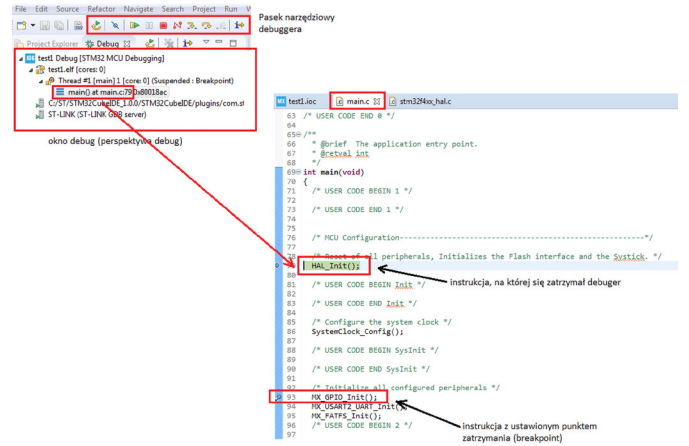 File Edit Source Refactor Navigate Search Project Run
Pasek narzędziowy
debuggera
Project Explorer Debug
test1 Debug [STM32 MCU Debugging]
test1.elf [cores: 0]
Thread #1 [main] 1 [core: 0] (Suspended : Breakpoint)
main() at main.c:79 0x80018ac
C:/ST/STM32CubeIDE_1.0.0/STM32CubeIDE/plugins/com.st
ST-LINK (ST-LINK GDB server)
okno debug (perspektywa debug)
MX test1.ioc main.c stm32f4xx_hal.c
63 /* USER CODE END 0 */
64
65 /**
66 * @brief The application entry point.
67 * @retval int
68 */
69 int main(void)
70 {
71 /* USER CODE BEGIN 1 */
72
73 /* USER CODE END 1 */
74
75
76 /* MCU Configuration--------------------------------------------------------*/
77
78 /* Reset of all peripherals, Initializes the Flash interface and the Systick. */
HAL_Init();
80
81 /* USER CODE BEGIN Init */
instrukcja, na której się zatrzymał debuger
82
83 /* USER CODE END Init */
84
85 /* Configure the system clock */
86 SystemClock_Config();
87
88 /* USER CODE BEGIN SysInit */
89
90 /* USER CODE END SysInit */
91
92 /* Initialize all configured peripherals */
93 MX_GPIO_Init();
94 MX_USART2_UART_Init();
95 MX_FATFS_Init();
96 /* USER CODE BEGIN 2 */
97
instrukcja z ustawionym punktem
zatrzymania (breakpoint)